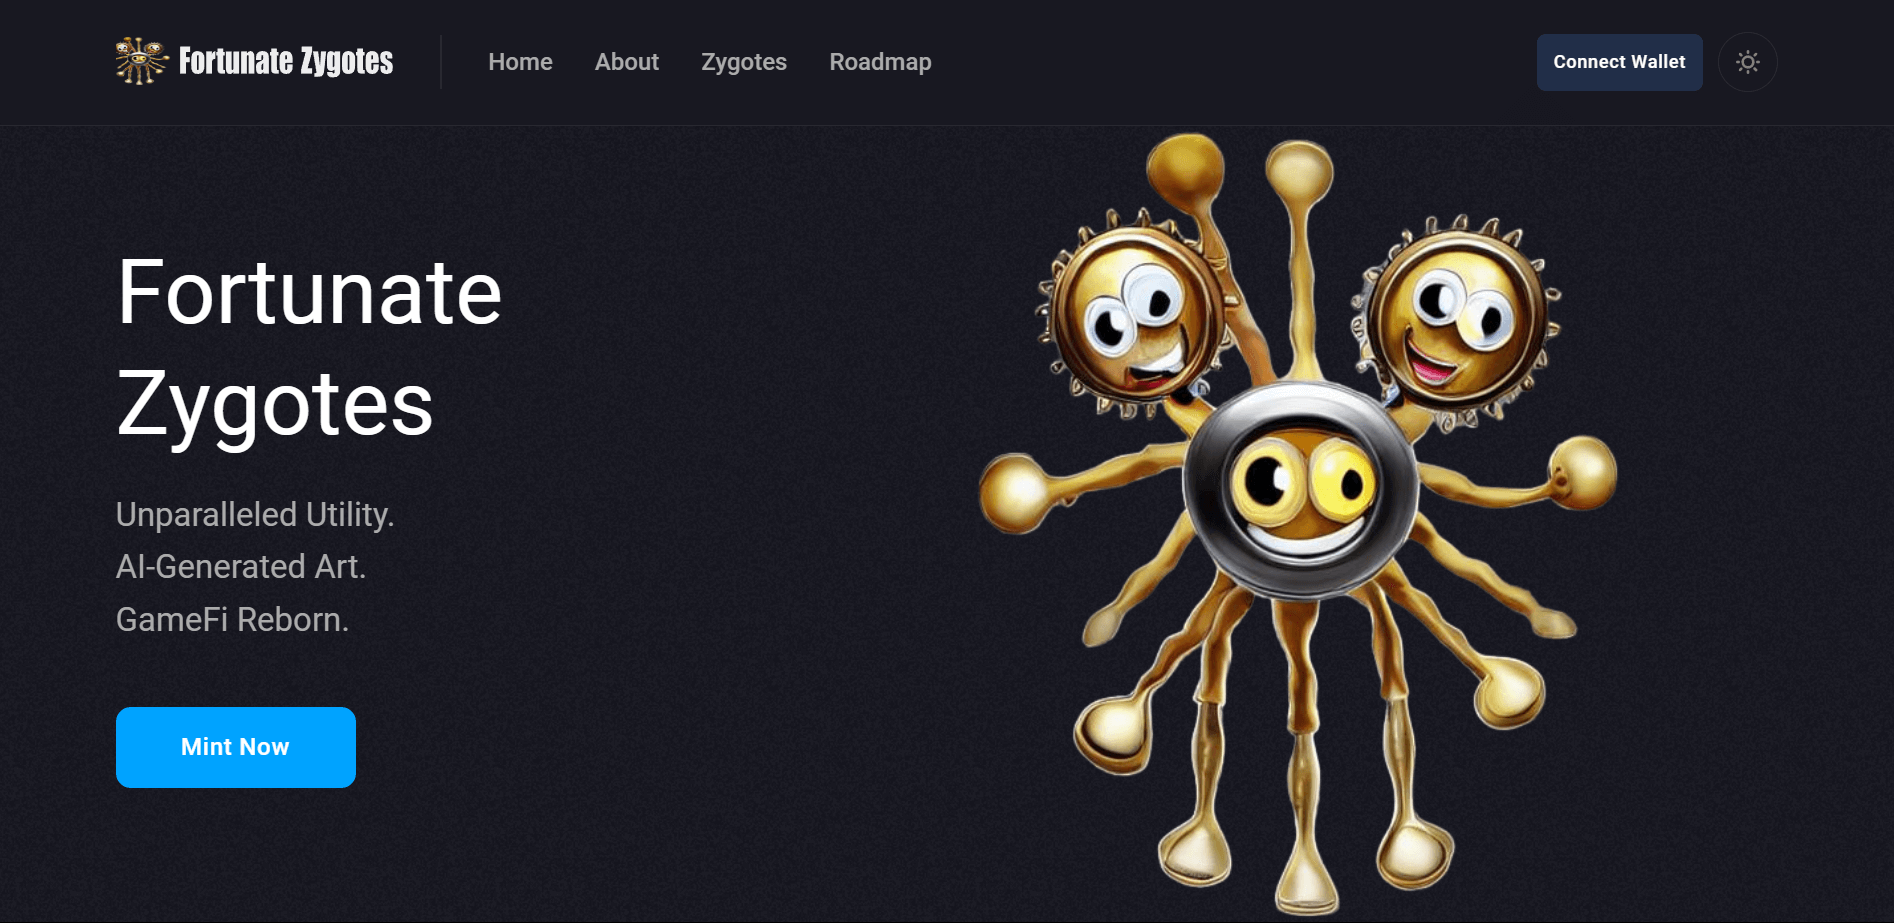 Fortunate Zygotes
Home
About
Zygotes
Roadmap
Connect Wallet
Fortunate
Zygotes
Unparalleled Utility.
AI-Generated Art.
GameFi Reborn.
Mint Now